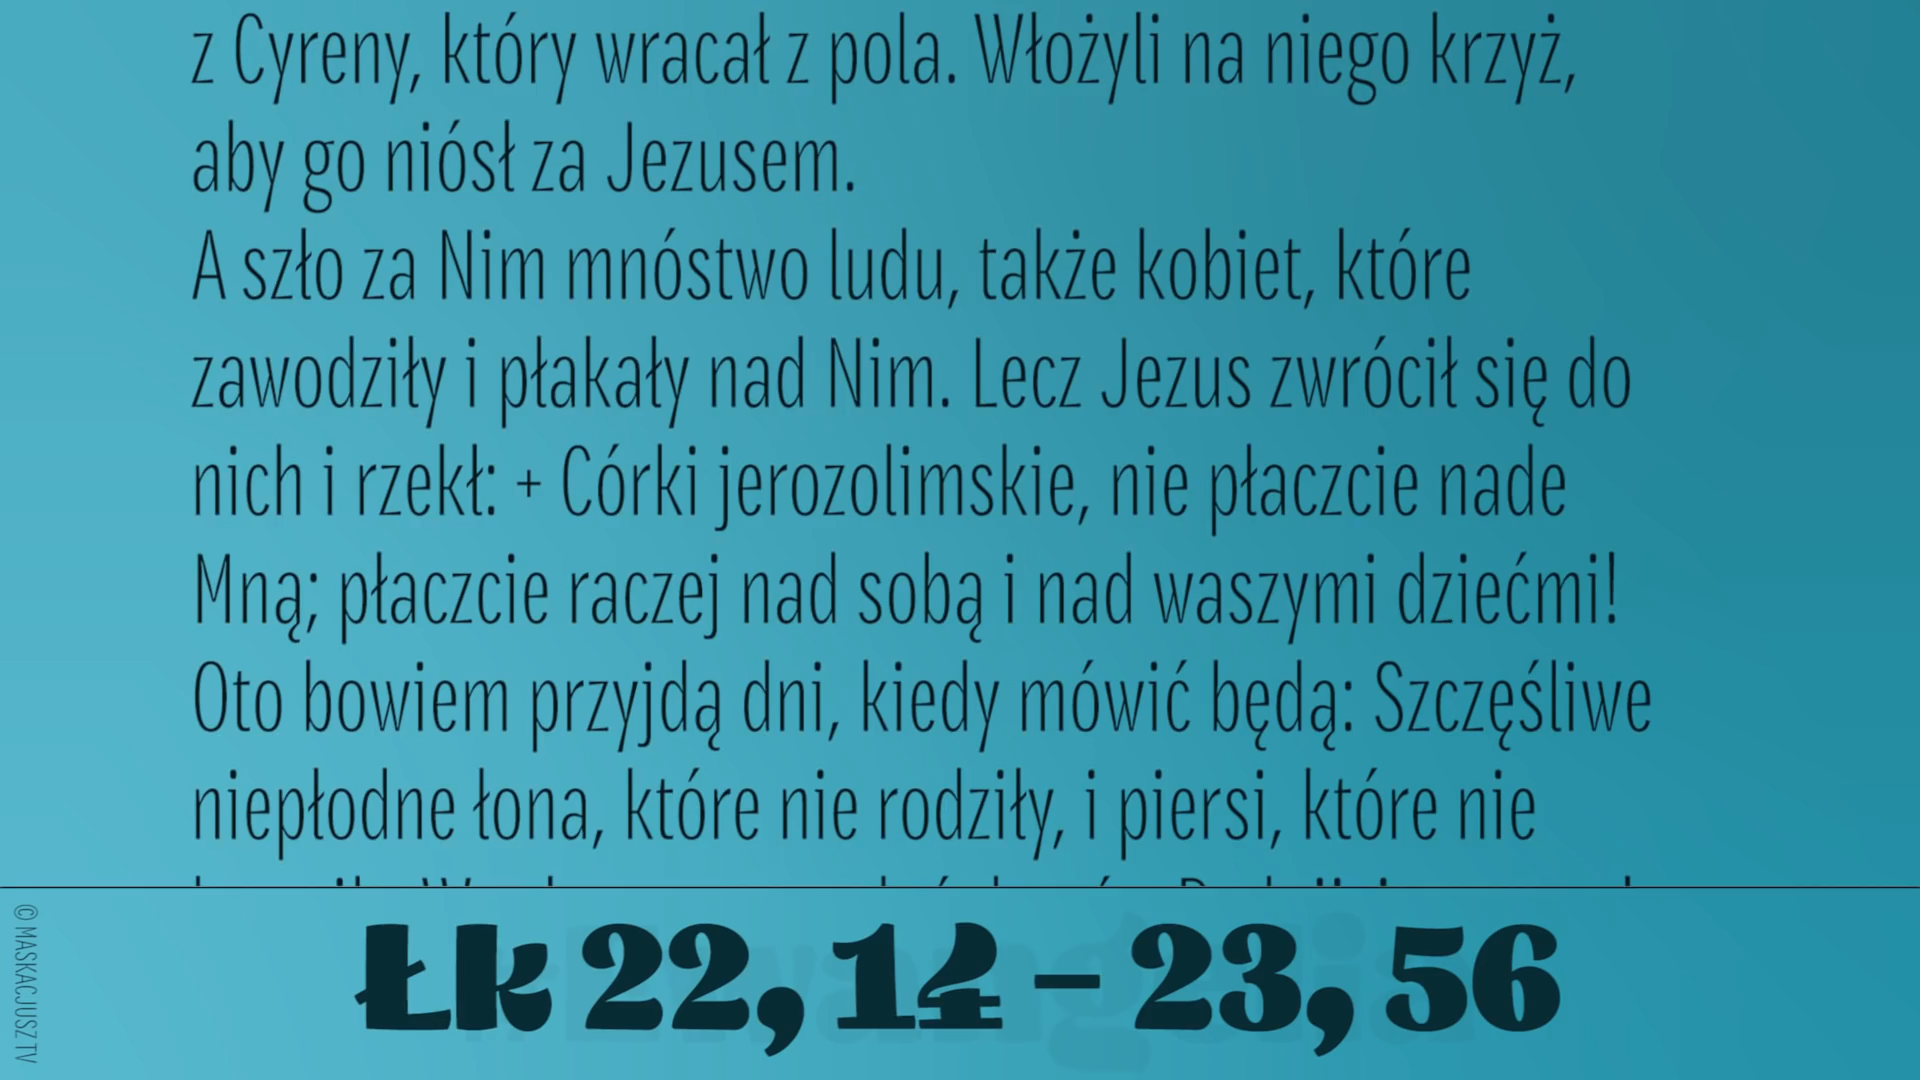 z Cyreny, który wracał z pola. Włożyli na niego krzyż,
aby go niósł za Jezusem.
A szło za Nim mnóstwo ludu, także kobiet, które
zawodziły i płakały nad Nim. Lecz Jezus zwrócił się do
nich i rzekł: + Córki jerozolimskie, nie płaczcie nade
Mną; płaczcie raczej nad sobą i nad waszymi dziećmi!
Oto bowiem przyjdą dni, kiedy mówić będą: Szczęśliwe
niepłodne łona, które nie rodziły, i piersi, które nie
Łk 22, 14 – 23, 56
© MASKACJUSZ TV